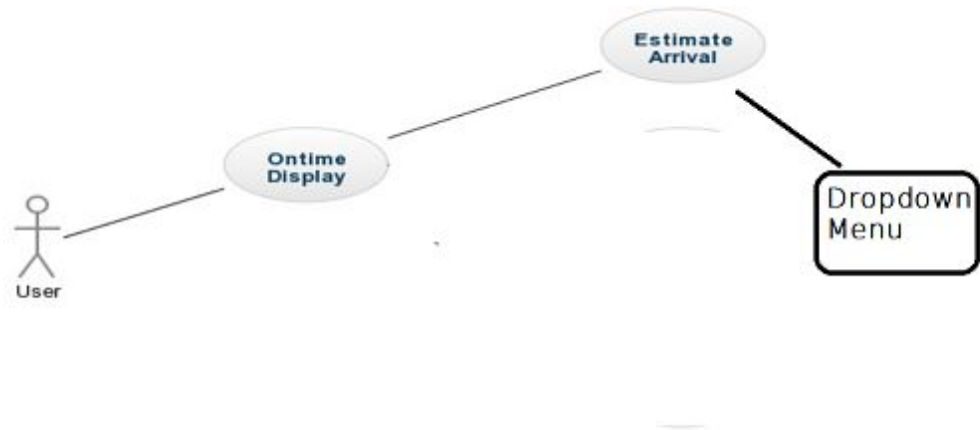 Estimate
Arrival
Ontime
Display
Dropdown
Menu
User